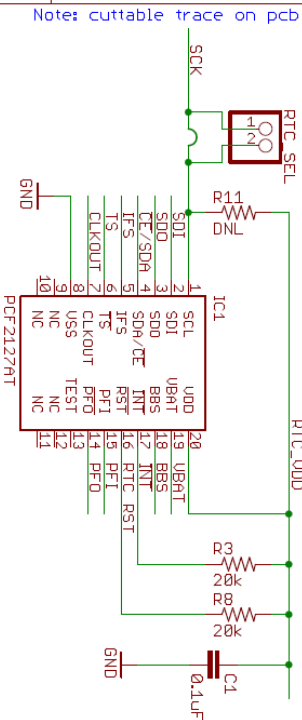 Note: cuttable trace on pcb
SCK
1
2
RTC SEL
R11
DNL
RTC_VDD
GND
CLKOUT
TS
IFS
CE/SDA
SDO
SDI
10
9
8
7
6
5
4
3
2
1
IC1
NC
NC
VSS
CLKOUT
TS
IFS
SDA/CE
SDO
SDI
SCL
PCF2127AT
NC
NC
TEST
PFO
PFI
RST
INT
BBS
VBAT
VDD
11
12
13
14
15
16
17
18
19
20
PFO
PFI
RTC RST
INT
BBS
VBAT
R3
20k
R8
20k
GND
C1
0.1uF